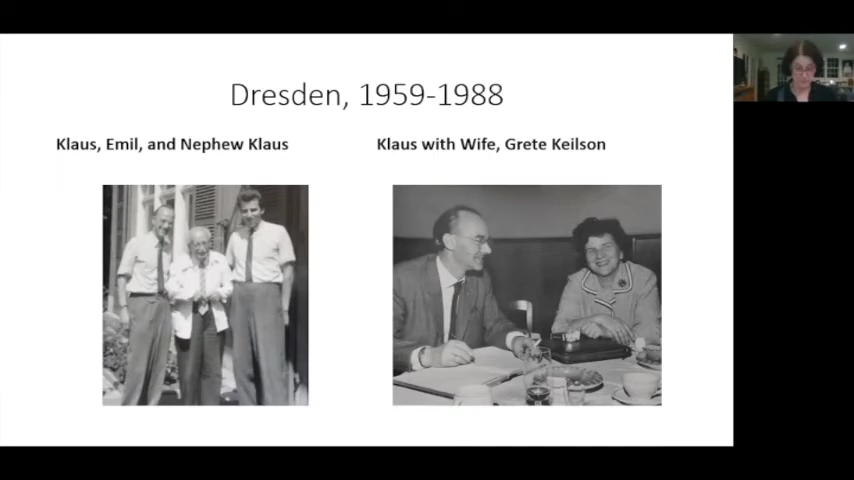 Dresden, 1959-1988
Klaus, Emil, and Nephew Klaus
Klaus with Wife, Grete Keilson